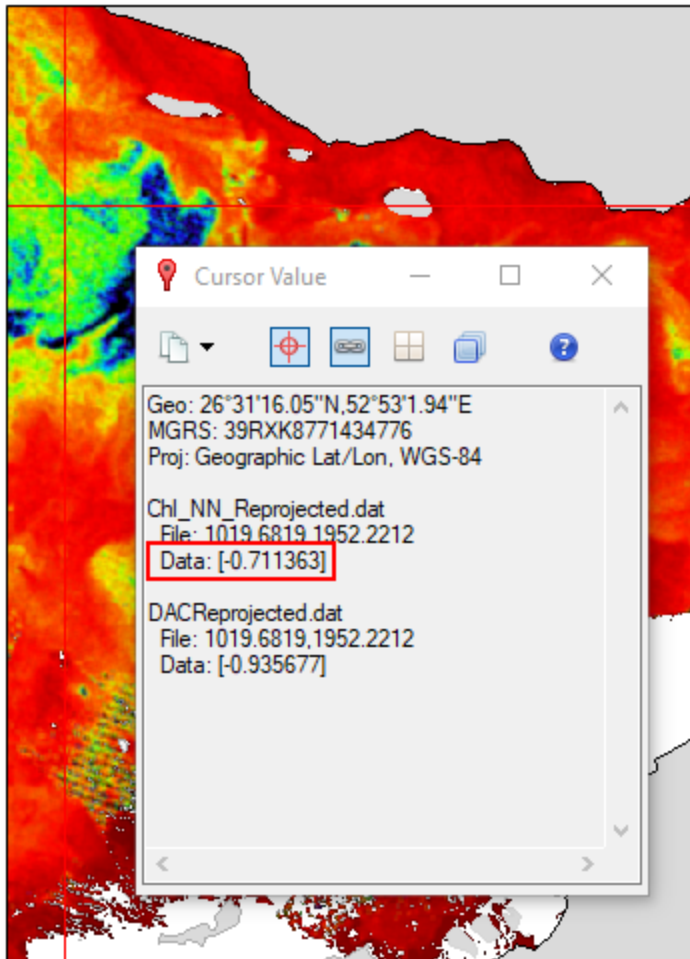 Cursor Value
Geo: 26°31'16.05"N,52°53'1.94"E
MGRS: 39RXK8771434776
Proj: Geographic Lat/Lon, WGS-84
Chl_NN_Reprojected.dat
File: 1019.6819,1952.2212
Data: [-0.711363]
DACReprojected.dat
File: 1019.6819,1952.2212
Data: [-0.935677]